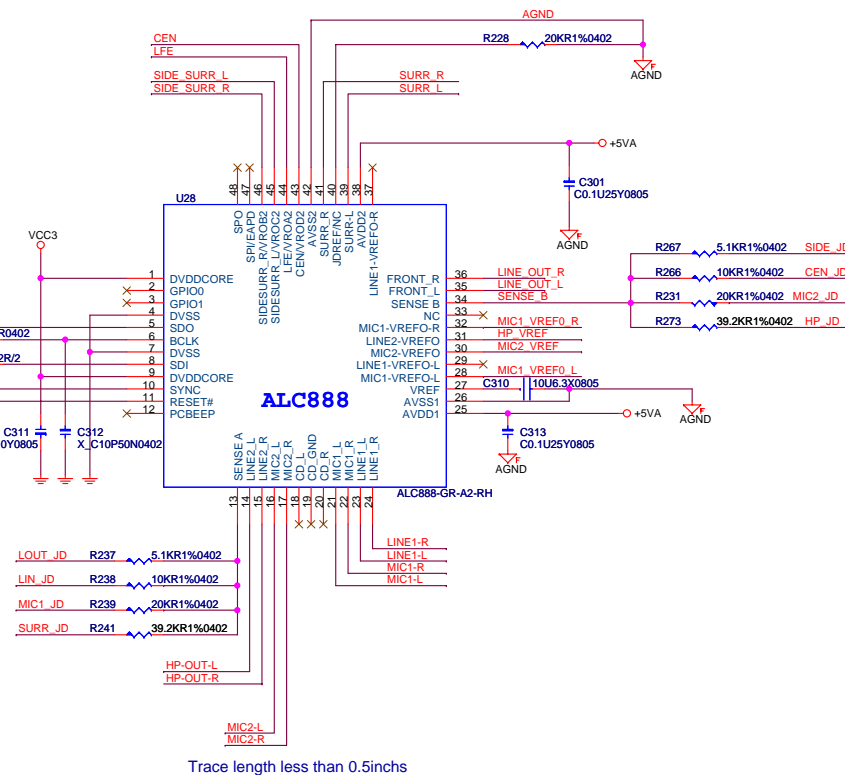 AGND
R228 20KR1%0402
AGND
CEN
LFE
SIDE_SURR_L
SIDE_SURR_R
SURR_R
SURR_L
+5VA
C301
C0.1U25Y0805
AGND
48 47 46 45 44 43 42 41 40 39 38 37
U28
SPO
SPI/EAPD
SIDESURR_R/VROB2
SIDESURR_L/VROC2
LFE/VROA2
CEN/VROD2
AVSS2
SURR_R
JDREF/NC
SURR-L
AVDD2
LINE1-VREFO-R
VCC3
1 DVDDCORE
2 GPIO0
3 GPIO1
4 DVSS
5 SDO
6 BCLK
7 DVSS
8 SDI
9 DVDDCORE
10 SYNC
11 RESET#
12 PCBEEP
R0402
2R/2
C311
0Y0805
C312
X_C10P50N0402
ALC888
FRONT_R 36 LINE_OUT_R
FRONT_L 35 LINE_OUT_L
SENSE B 34 SENSE_B
NC 33
MIC1-VREFO-R 32 MIC1_VREF0_R
LINE2-VREFO 31 HP_VREF
MIC2-VREFO 30 MIC2_VREF
LINE1-VREFO-L 29
MIC1-VREFO-L 28 MIC1_VREF0_L
VREF 27
AVSS1 26
AVDD1 25
C310 10U6.3X0805
AGND
+5VA
C313
C0.1U25Y0805
AGND
R267 5.1KR1%0402 SIDE_JD
R266 10KR1%0402 CEN_JD
R231 20KR1%0402 MIC2_JD
R273 39.2KR1%0402 HP_JD
SENSE A
LINE2_L
LINE2_R
MIC2_L
MIC2_R
CD_L
CD_GND
CD_R
MIC1_L
MIC1_R
LINE1_L
LINE1_R
13 14 15 16 17 18 19 20 21 22 23 24
ALC888-GR-A2-RH
LINE1-R
LINE1-L
MIC1-R
MIC1-L
LOUT_JD R237 5.1KR1%0402
LIN_JD R238 10KR1%0402
MIC1_JD R239 20KR1%0402
SURR_JD R241 39.2KR1%0402
HP-OUT-L
HP-OUT-R
MIC2-L
MIC2-R
Trace length less than 0.5inchs